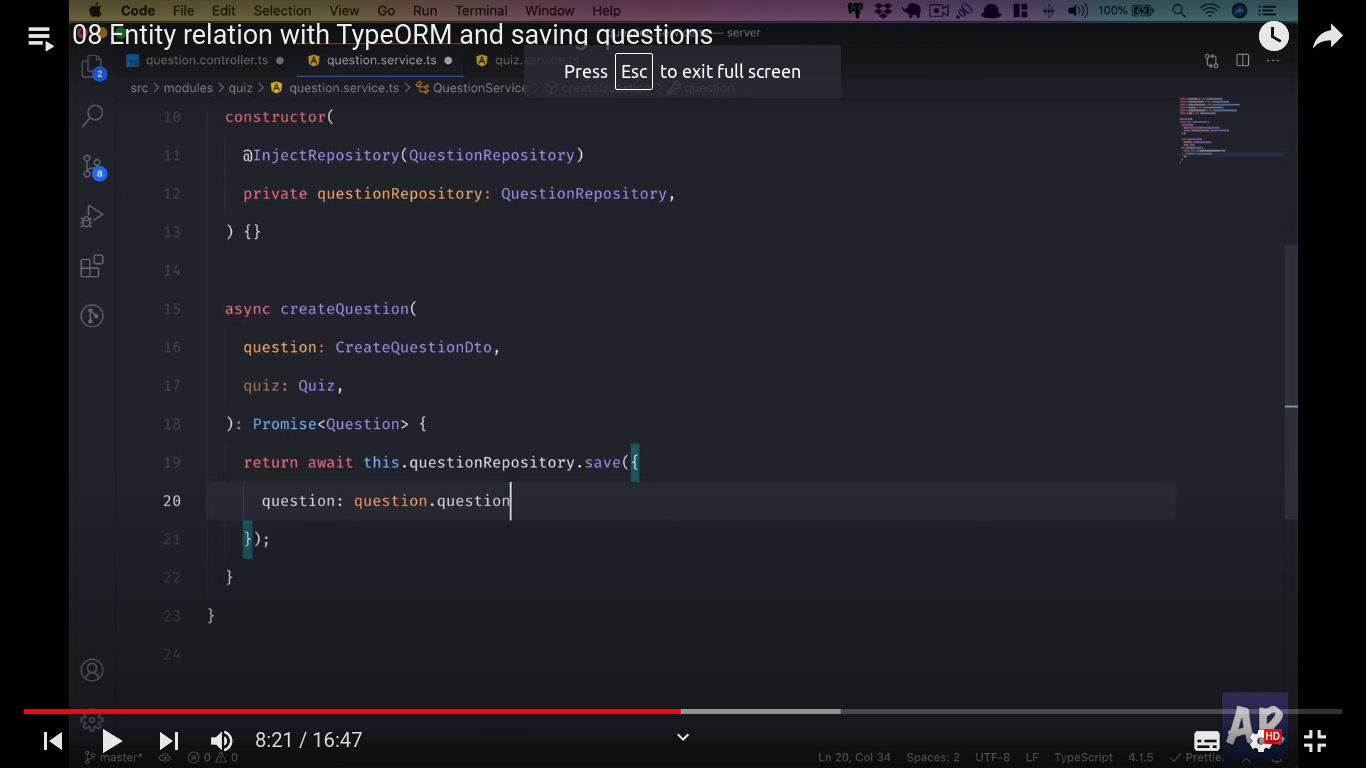 Code File Edit Selection View Go Run Terminal Window Help 100%
08 Entity relation with TypeORM and saving questions
— server
question.controller.ts question.service.ts quiz.service.ts
Press Esc to exit full screen
src > modules > quiz > question.service.ts > QuestionService > createQuestion > question
2
8
10 constructor(
11 @InjectRepository(QuestionRepository)
12 private questionRepository: QuestionRepository,
13 ) {}
14
15 async createQuestion(
16 question: CreateQuestionDto,
17 quiz: Quiz,
18 ): Promise<Question> {
19 return await this.questionRepository.save({
20 question: question.question
21 });
22 }
23 }
24
AR
8:21 / 16:47
HD
master* 0 0 Ln 20, Col 34 Spaces: 2 UTF-8 LF TypeScript 4.1.5